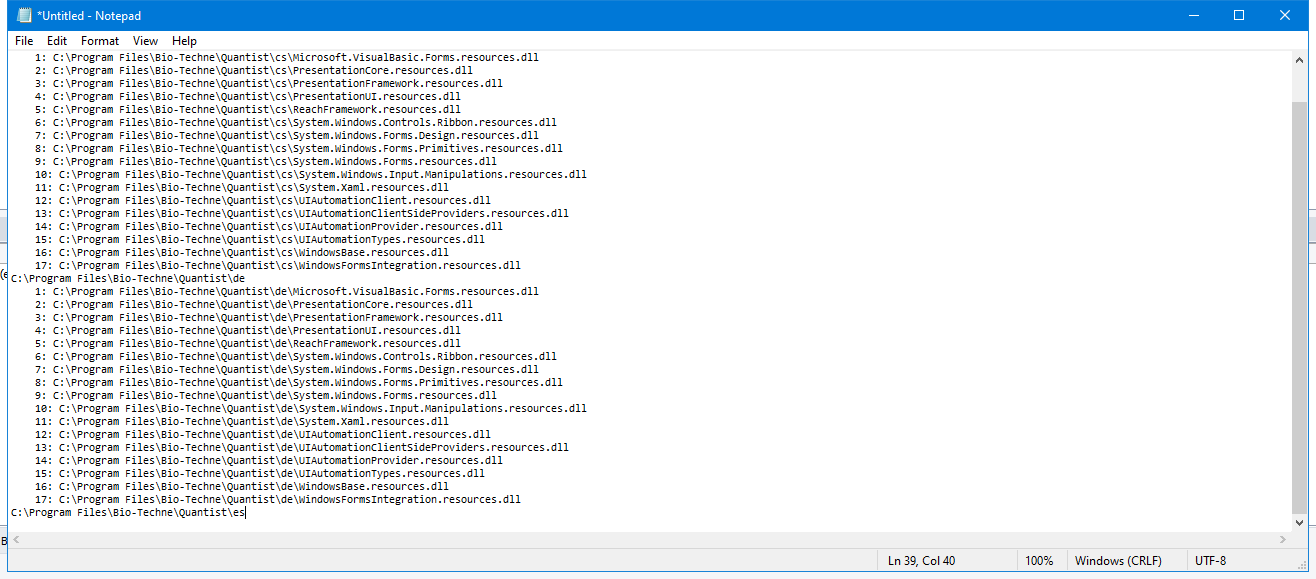 *Untitled - Notepad
File Edit Format View Help
1: C:\Program Files\Bio-Techne\Quantist\cs\Microsoft.VisualBasic.Forms.resources.dll
2: C:\Program Files\Bio-Techne\Quantist\cs\PresentationCore.resources.dll
3: C:\Program Files\Bio-Techne\Quantist\cs\PresentationFramework.resources.dll
4: C:\Program Files\Bio-Techne\Quantist\cs\PresentationUI.resources.dll
5: C:\Program Files\Bio-Techne\Quantist\cs\ReachFramework.resources.dll
6: C:\Program Files\Bio-Techne\Quantist\cs\System.Windows.Controls.Ribbon.resources.dll
7: C:\Program Files\Bio-Techne\Quantist\cs\System.Windows.Forms.Design.resources.dll
8: C:\Program Files\Bio-Techne\Quantist\cs\System.Windows.Forms.Primitives.resources.dll
9: C:\Program Files\Bio-Techne\Quantist\cs\System.Windows.Forms.resources.dll
10: C:\Program Files\Bio-Techne\Quantist\cs\System.Windows.Input.Manipulations.resources.dll
11: C:\Program Files\Bio-Techne\Quantist\cs\System.Xaml.resources.dll
12: C:\Program Files\Bio-Techne\Quantist\cs\UIAutomationClient.resources.dll
13: C:\Program Files\Bio-Techne\Quantist\cs\UIAutomationClientSideProviders.resources.dll
14: C:\Program Files\Bio-Techne\Quantist\cs\UIAutomationProvider.resources.dll
15: C:\Program Files\Bio-Techne\Quantist\cs\UIAutomationTypes.resources.dll
16: C:\Program Files\Bio-Techne\Quantist\cs\WindowsBase.resources.dll
17: C:\Program Files\Bio-Techne\Quantist\cs\WindowsFormsIntegration.resources.dll
C:\Program Files\Bio-Techne\Quantist\de
1: C:\Program Files\Bio-Techne\Quantist\de\Microsoft.VisualBasic.Forms.resources.dll
2: C:\Program Files\Bio-Techne\Quantist\de\PresentationCore.resources.dll
3: C:\Program Files\Bio-Techne\Quantist\de\PresentationFramework.resources.dll
4: C:\Program Files\Bio-Techne\Quantist\de\PresentationUI.resources.dll
5: C:\Program Files\Bio-Techne\Quantist\de\ReachFramework.resources.dll
6: C:\Program Files\Bio-Techne\Quantist\de\System.Windows.Controls.Ribbon.resources.dll
7: C:\Program Files\Bio-Techne\Quantist\de\System.Windows.Forms.Design.resources.dll
8: C:\Program Files\Bio-Techne\Quantist\de\System.Windows.Forms.Primitives.resources.dll
9: C:\Program Files\Bio-Techne\Quantist\de\System.Windows.Forms.resources.dll
10: C:\Program Files\Bio-Techne\Quantist\de\System.Windows.Input.Manipulations.resources.dll
11: C:\Program Files\Bio-Techne\Quantist\de\System.Xaml.resources.dll
12: C:\Program Files\Bio-Techne\Quantist\de\UIAutomationClient.resources.dll
13: C:\Program Files\Bio-Techne\Quantist\de\UIAutomationClientSideProviders.resources.dll
14: C:\Program Files\Bio-Techne\Quantist\de\UIAutomationProvider.resources.dll
15: C:\Program Files\Bio-Techne\Quantist\de\UIAutomationTypes.resources.dll
16: C:\Program Files\Bio-Techne\Quantist\de\WindowsBase.resources.dll
17: C:\Program Files\Bio-Techne\Quantist\de\WindowsFormsIntegration.resources.dll
C:\Program Files\Bio-Techne\Quantist\es
Ln 39, Col 40 100% Windows (CRLF) UTF-8